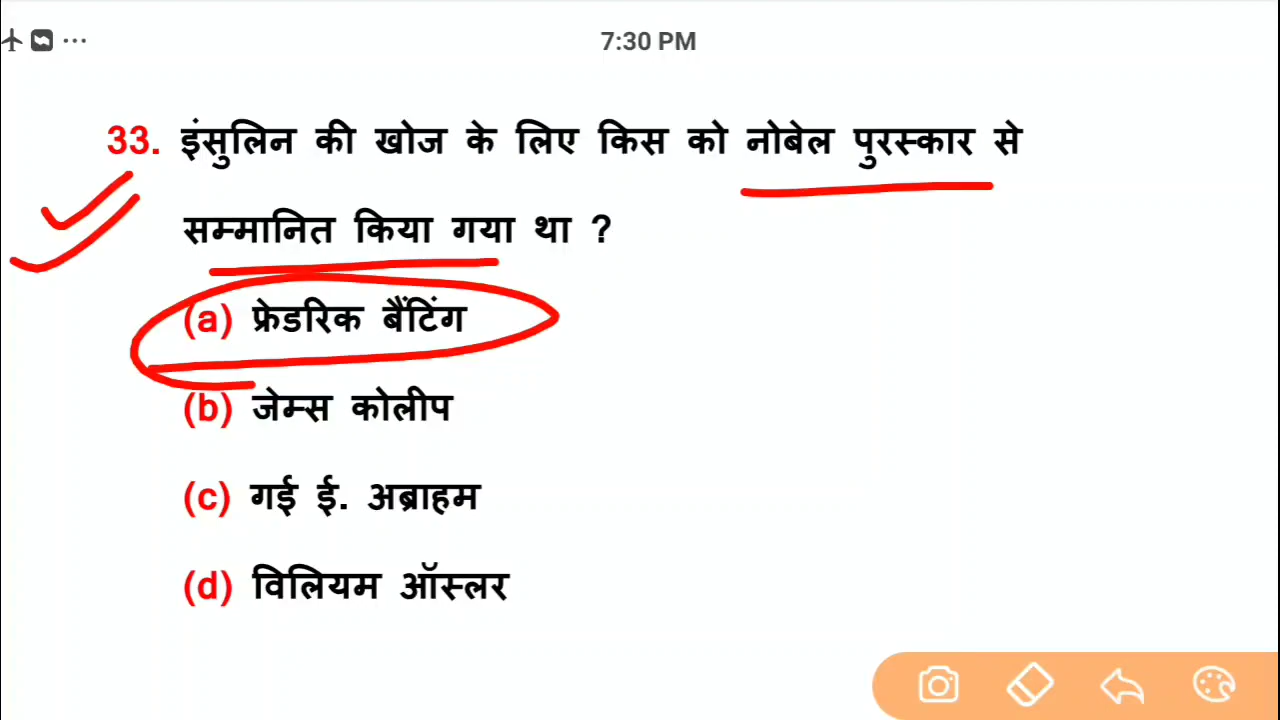 7:30 PM
33. इंसुलिन की खोज के लिए किस को नोबेल पुरस्कार से
सम्मानित किया गया था ?
(a) फ्रेडरिक बैंटिंग
(b) जेम्स कोलीप
(c) गई ई. अब्राहम
(d) विलियम ऑस्लर